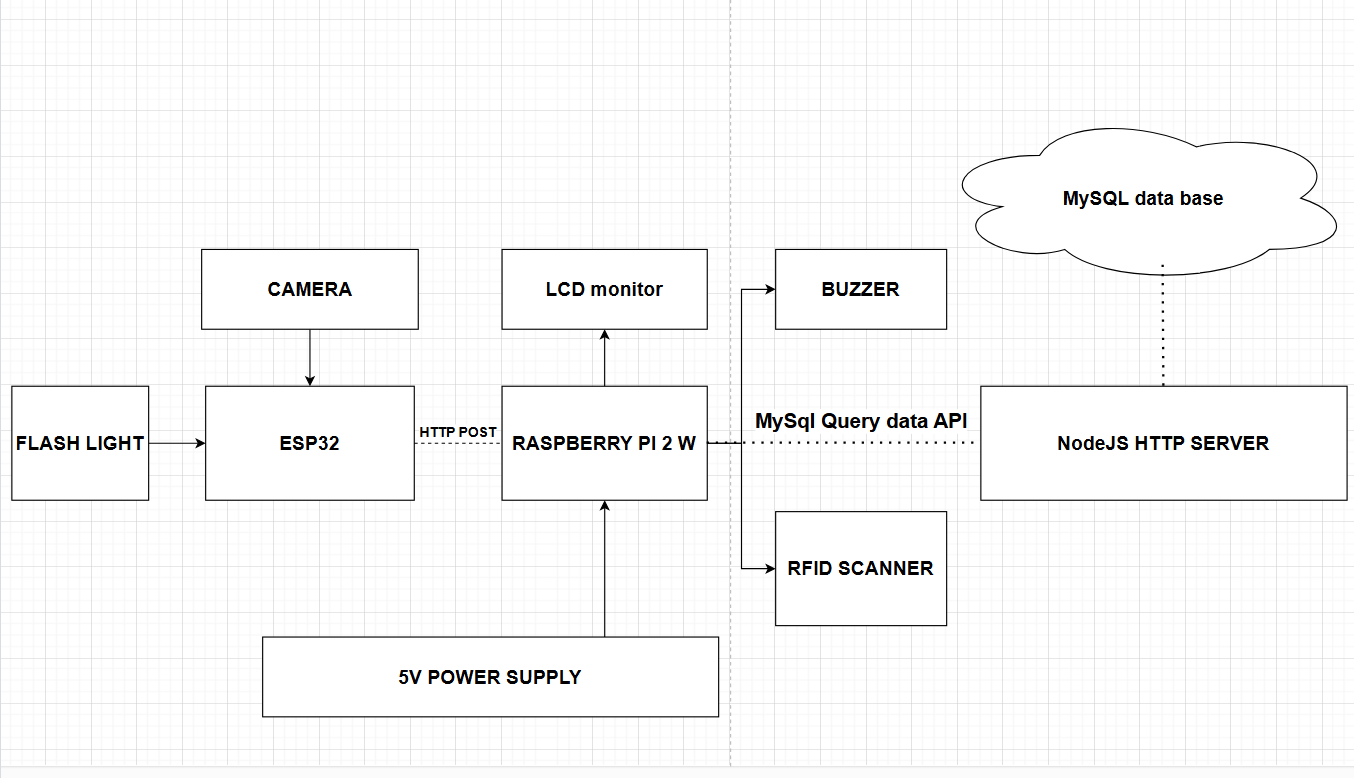 MySQL data base
CAMERA
LCD monitor
BUZZER
FLASH LIGHT
ESP32
HTTP POST
RASPBERRY PI 2 W
MySql Query data API
NodeJS HTTP SERVER
RFID SCANNER
5V POWER SUPPLY